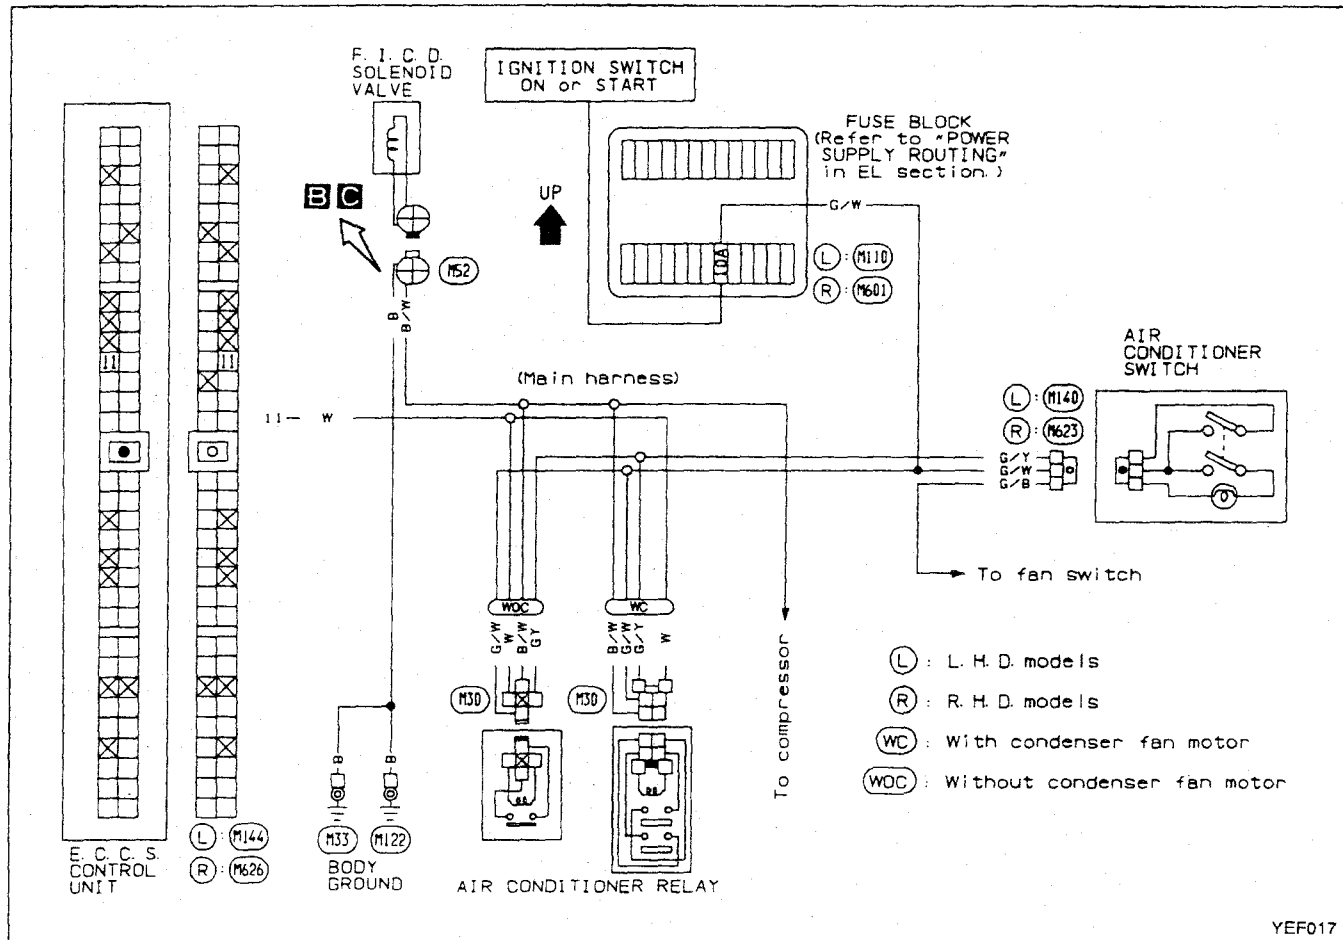 F. I. C. D.
SOLENOID
VALVE
IGNITION SWITCH
ON or START
FUSE BLOCK
(Refer to "POWER
SUPPLY ROUTING"
in EL section.)
B C
UP
G/W
10A
L : M110
R : M601
M52
B
B/W
AIR
CONDITIONER
SWITCH
11
11
(Main harness)
11 — W
L : M140
R : M623
G/Y
G/W
G/B
To fan switch
WOC
WC
G/W
W
B/W
GY
B/W
G/W
G/Y
W
To compressor
L : L. H. D. models
R : R. H. D. models
WC : With condenser fan motor
WOC : Without condenser fan motor
M30
M30
B
B
M33
M122
BODY
GROUND
L : M144
R : M626
E. C. C. S.
CONTROL
UNIT
AIR CONDITIONER RELAY
YEF017